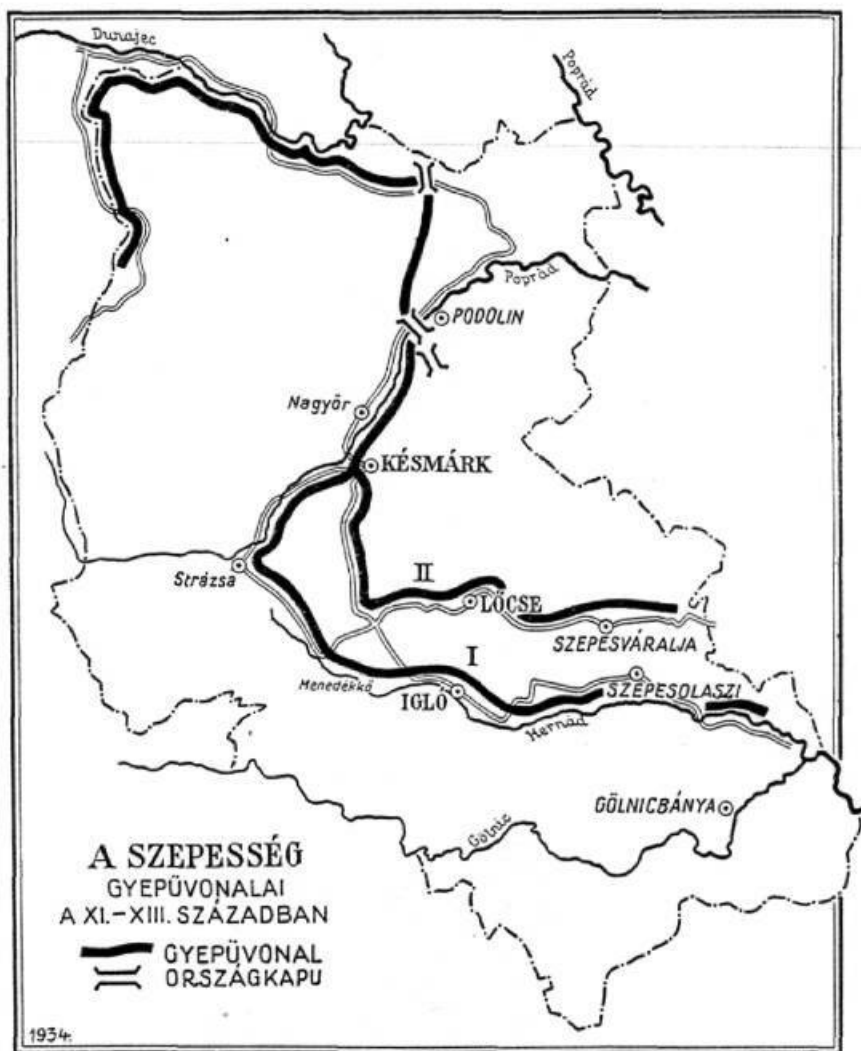 Dunajec
Poprád
Poprád
PODOLIN
Nagyőr
KÉSMÁRK
Strázsa
II
LŐCSE
SZEPESVÁRALJA
I
Menedékkő
IGLÓ
SZEPESOLASZI
Hernád
GÖLNICBÁNYA
Gölnic
A SZEPESSÉG
GYEPŰVONALAI
A XI.–XIII. SZÁZADBAN
GYEPŰVONAL
ORSZÁGKAPU
1934.